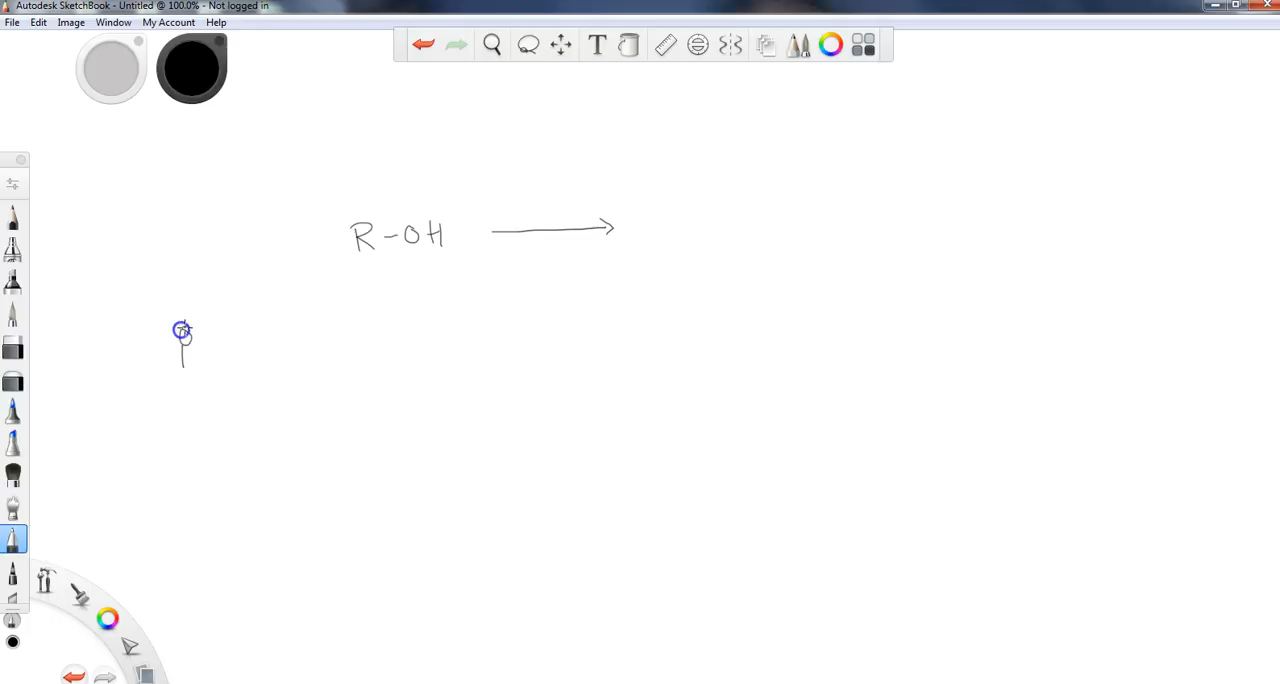 Autodesk SketchBook - Untitled @ 100.0% - Not logged in
File Edit Image Window My Account Help
T
R-OH ⟶